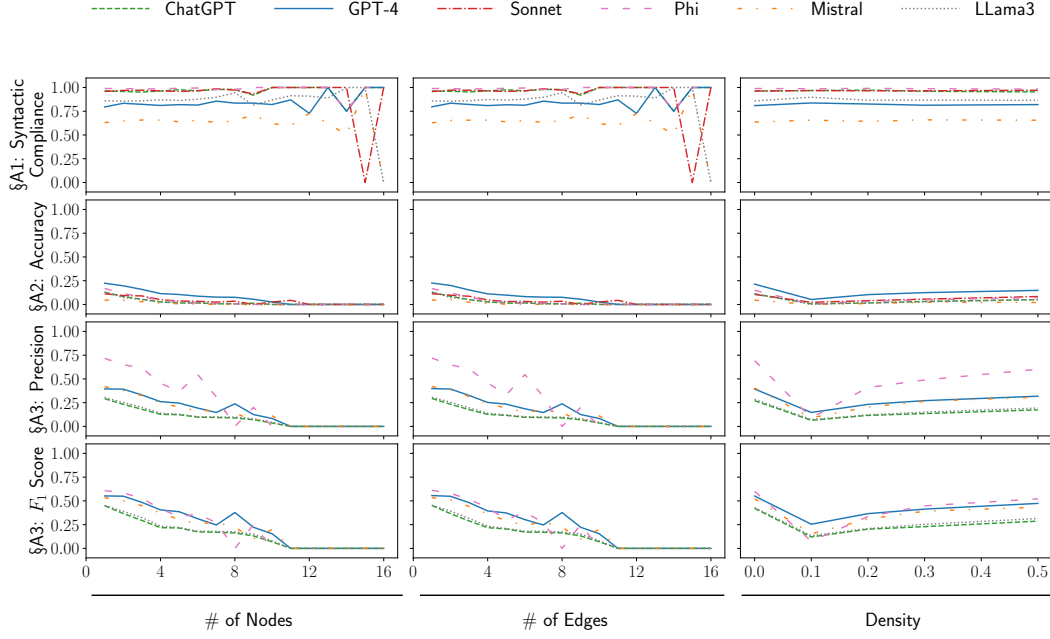 ChatGPT GPT-4 Sonnet Phi Mistral LLama3
§A1: Syntactic
Compliance
1.00
0.75
0.50
0.25
0.00
§A2: Accuracy
1.00
0.75
0.50
0.25
0.00
§A3: Precision
1.00
0.75
0.50
0.25
0.00
§A3: F1 Score
1.00
0.75
0.50
0.25
0.00
0 4 8 12 16 0 4 8 12 16 0.0 0.1 0.2 0.3 0.4 0.5
# of Nodes # of Edges Density